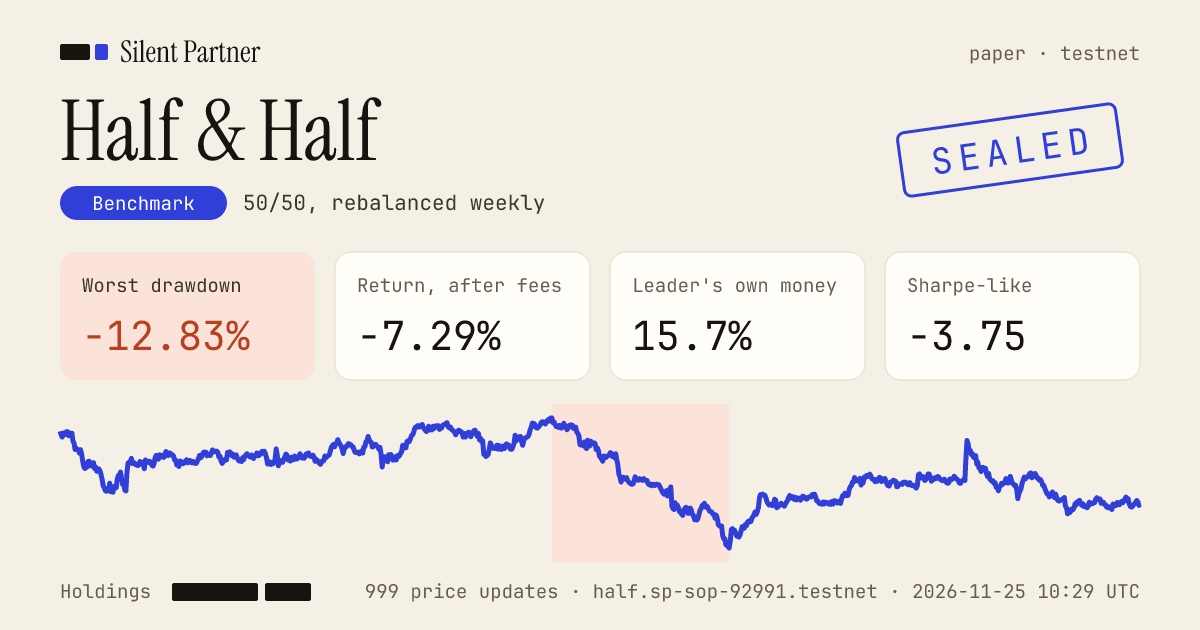 Silent Partner
paper · testnet
Half & Half
SEALED
Benchmark
50/50, rebalanced weekly
Worst drawdown
-12.83%
Return, after fees
-7.29%
Leader's own money
15.7%
Sharpe-like
-3.75
Holdings
999 price updates · half.sp-sop-92991.testnet · 2026-11-25 10:29 UTC